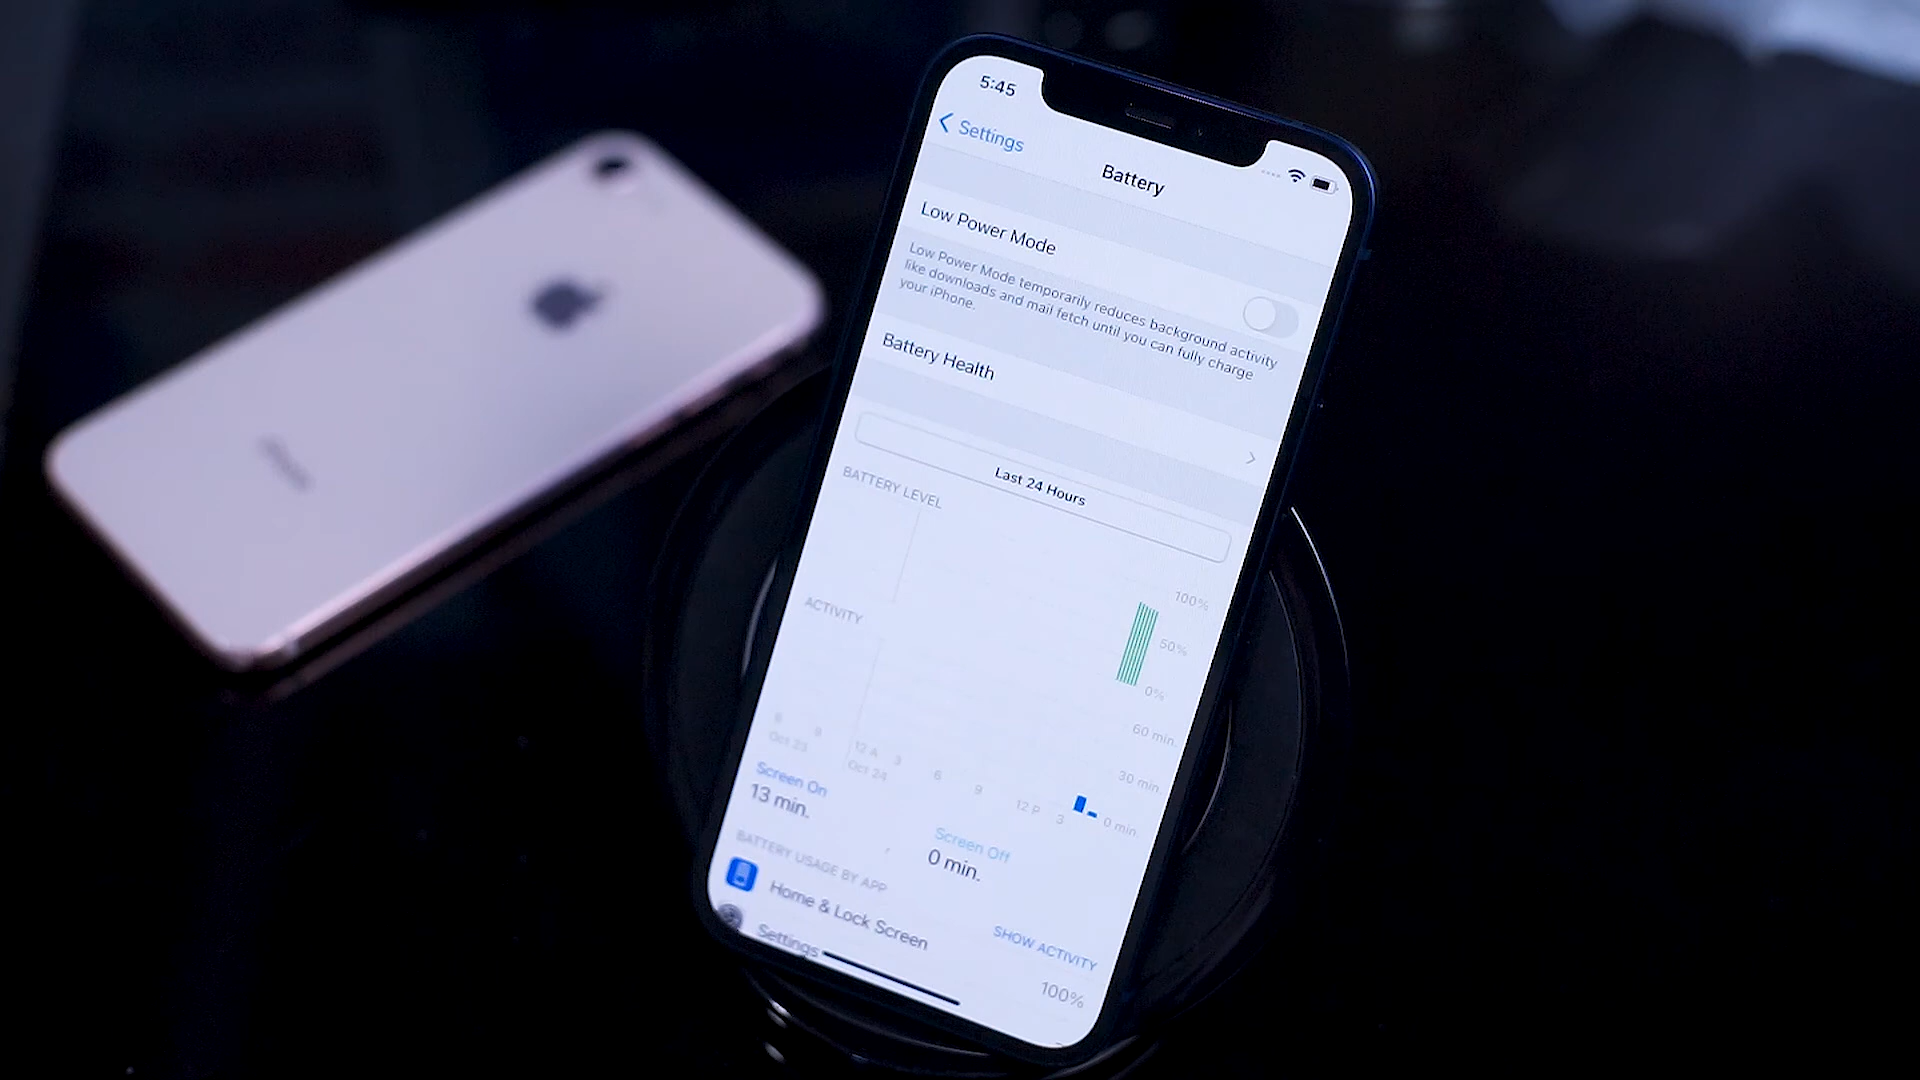 5:45
Settings
Battery
Low Power Mode
Low Power Mode temporarily reduces background activity
like downloads and mail fetch until you can fully charge
your iPhone.
Battery Health
Last 24 Hours
BATTERY LEVEL
100%
50%
0%
ACTIVITY
60 min.
30 min.
0 min.
6 9 12 A 3 6 9 12 P 3
Oct 23 Oct 24
Screen On
13 min.
Screen Off
0 min.
BATTERY USAGE BY APP
SHOW ACTIVITY
Home & Lock Screen
100%
Settings
iPhone